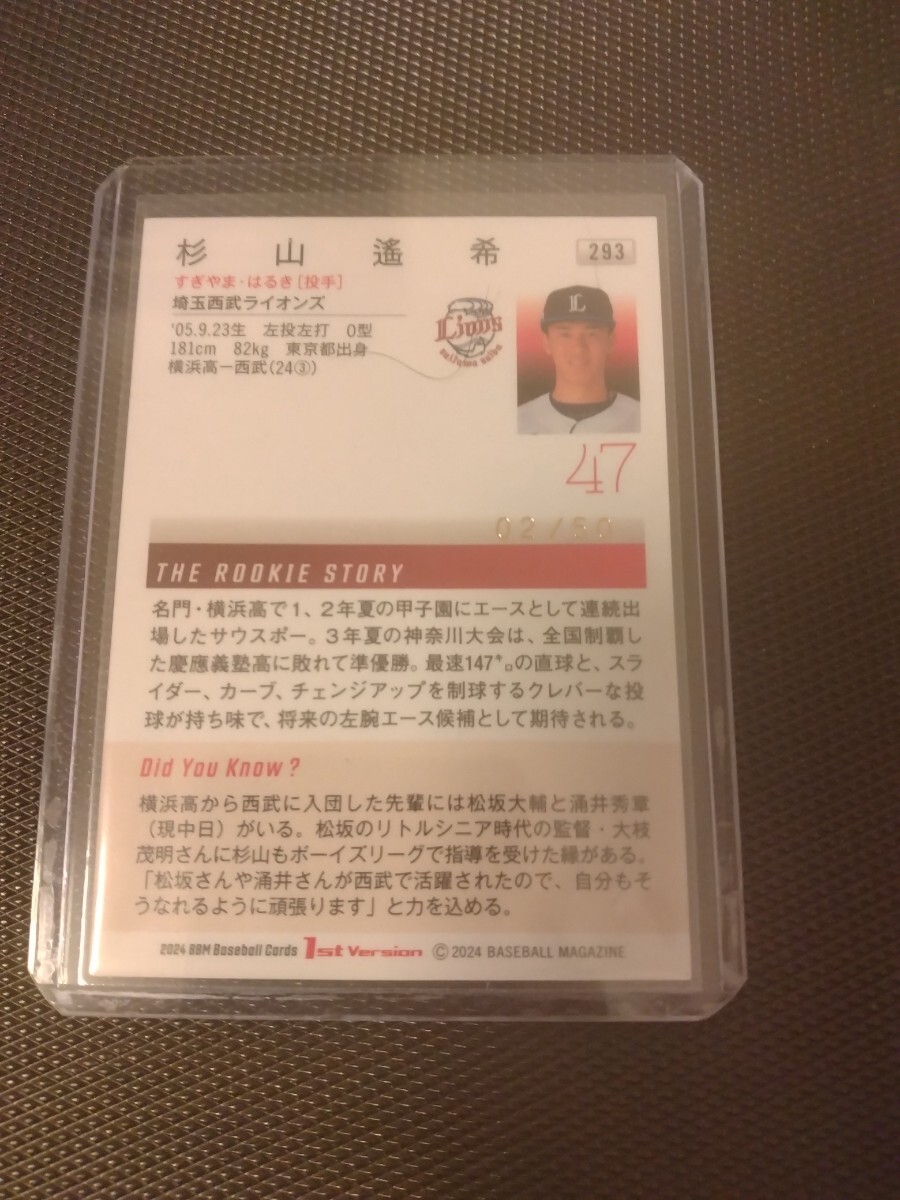 杉山遙希
293
すぎやま・はるき[投手]
埼玉西武ライオンズ
'05.9.23生 左投左打 O型
181cm 82kg 東京都出身
横浜高ー西武(24③)
L
Lions
47
02/50
THE ROOKIE STORY
名門・横浜高で1、2年夏の甲子園にエースとして連続出
場したサウスポー。3年夏の神奈川大会は、全国制覇し
た慶應義塾高に敗れて準優勝。最速147㌔の直球と、スラ
イダー、カーブ、チェンジアップを制球するクレバーな投
球が持ち味で、将来の左腕エース候補として期待される。
Did You Know?
横浜高から西武に入団した先輩には松坂大輔と涌井秀章
(現中日)がいる。松坂のリトルシニア時代の監督・大枝
茂明さんに杉山もボーイズリーグで指導を受けた縁がある。
「松坂さんや涌井さんが西武で活躍されたので、自分もそ
うなれるように頑張ります」と力を込める。
2024 BBM Baseball Cards 1st Version © 2024 BASEBALL MAGAZINE